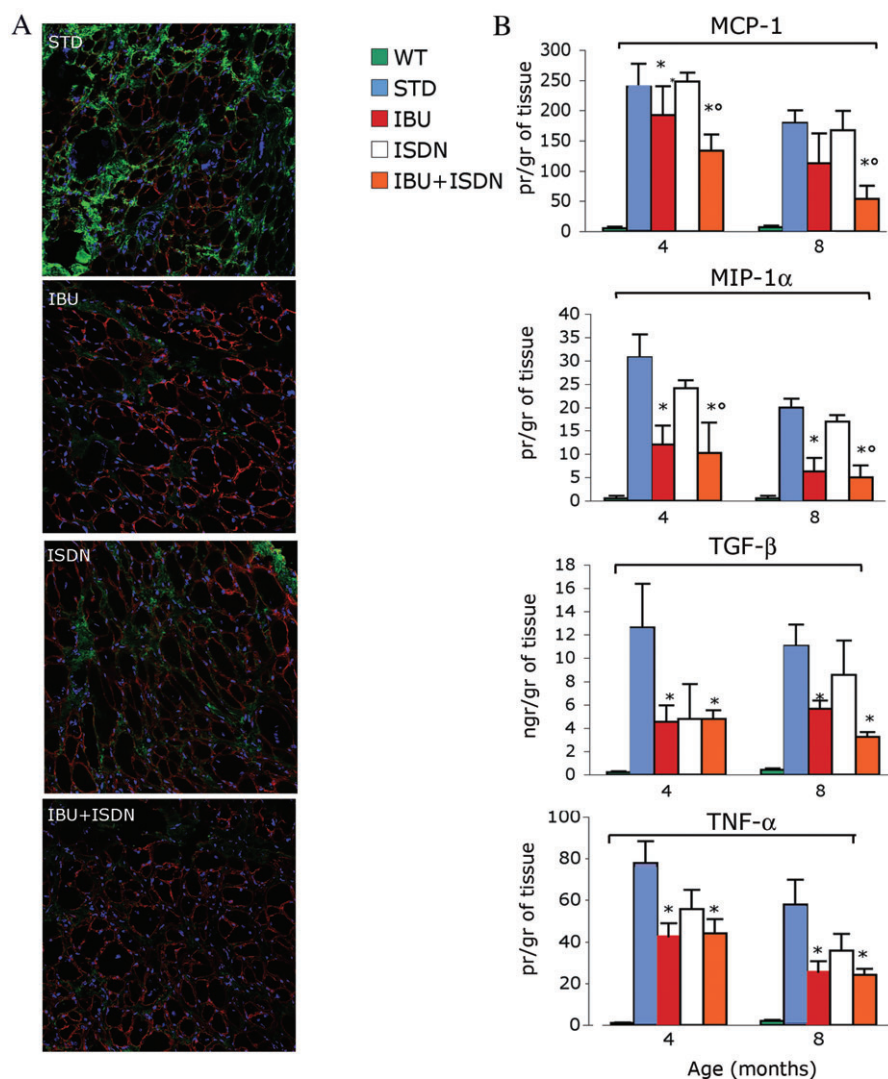 A
STD
IBU
ISDN
IBU+ISDN
WT
STD
IBU
ISDN
IBU+ISDN
B
MCP-1
pr/gr of tissue
300
250
200
150
100
50
0
*
*
*°
*°
4
8
MIP-1α
pr/gr of tissue
40
35
30
25
20
15
10
5
0
*
*°
*
*°
4
8
TGF-β
ngr/gr of tissue
18
16
14
12
10
8
6
4
2
0
*
*
*
*
4
8
TNF-α
pr/gr of tissue
100
80
60
40
20
0
*
*
*
*
4
8
Age (months)